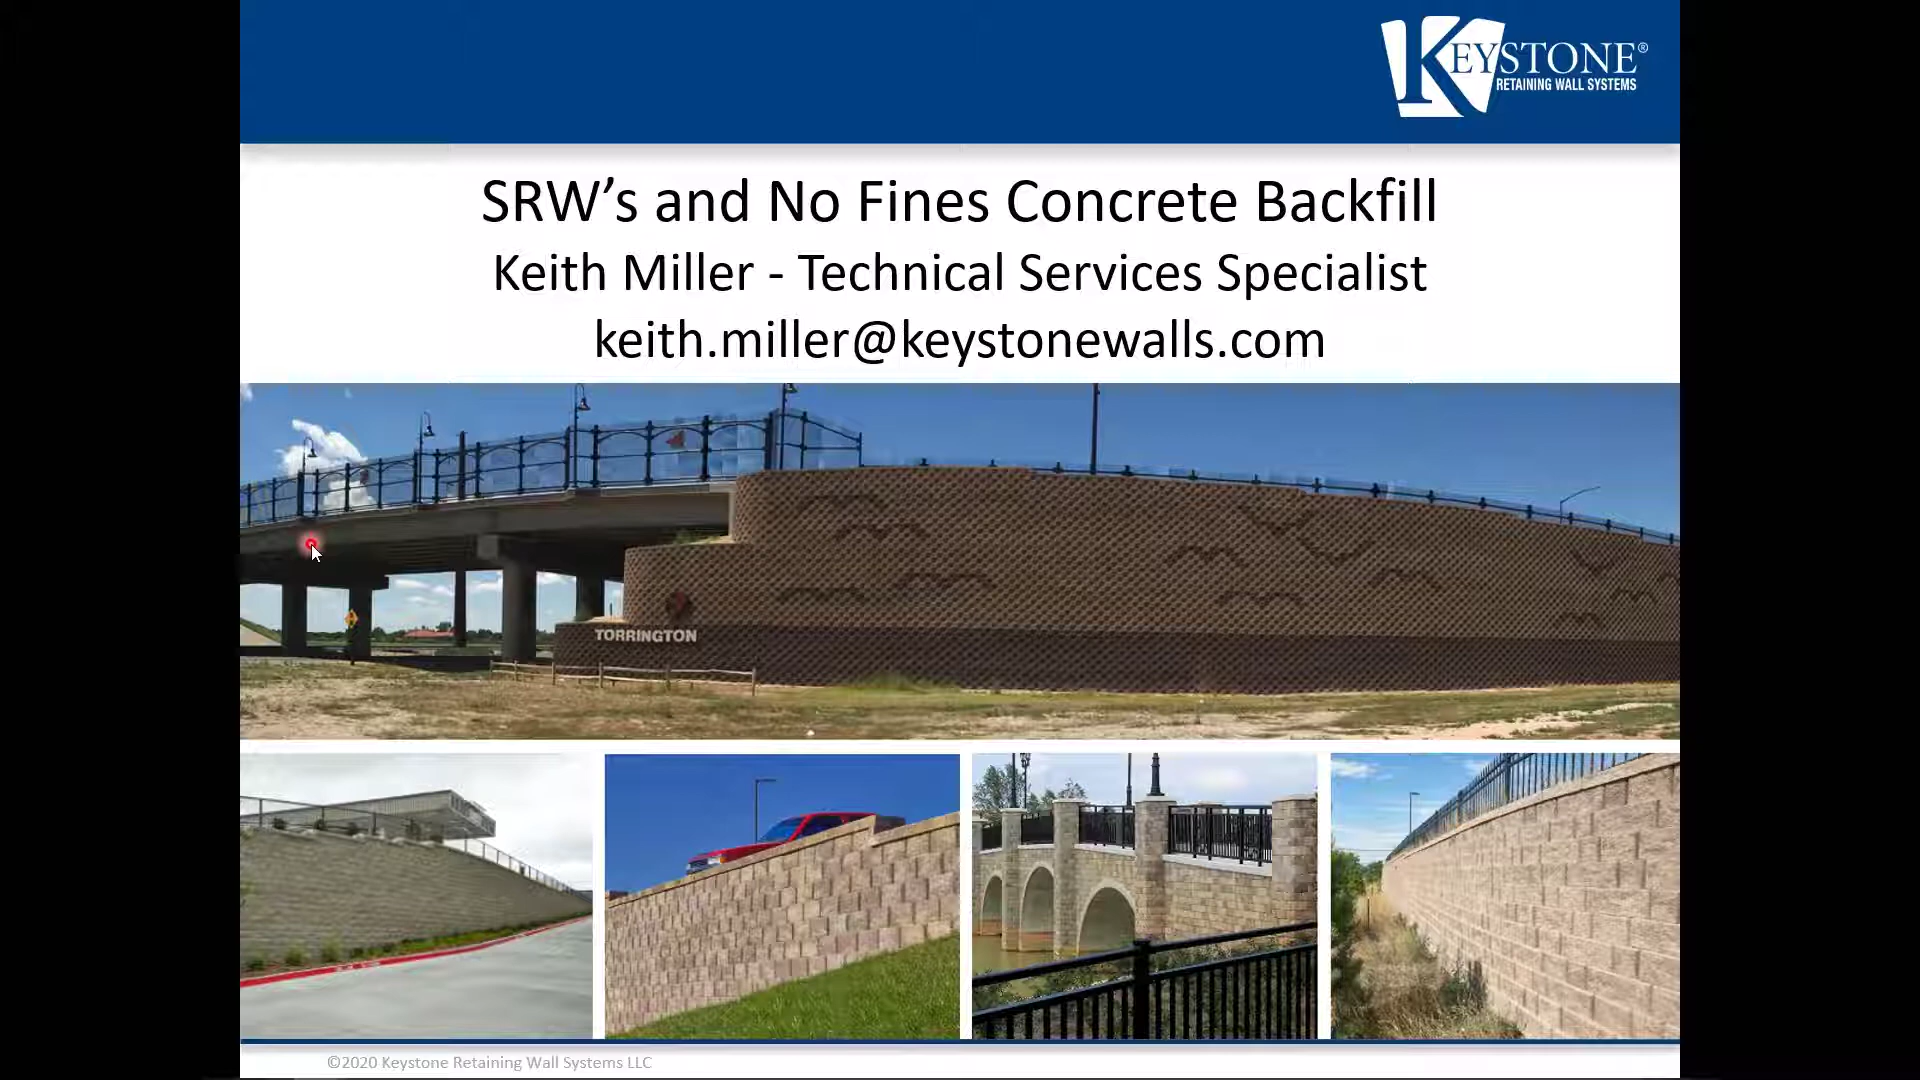 KEYSTONE®
RETAINING WALL SYSTEMS
SRW’s and No Fines Concrete Backfill
Keith Miller - Technical Services Specialist
keith.miller@keystonewalls.com
TORRINGTON
©2020 Keystone Retaining Wall Systems LLC